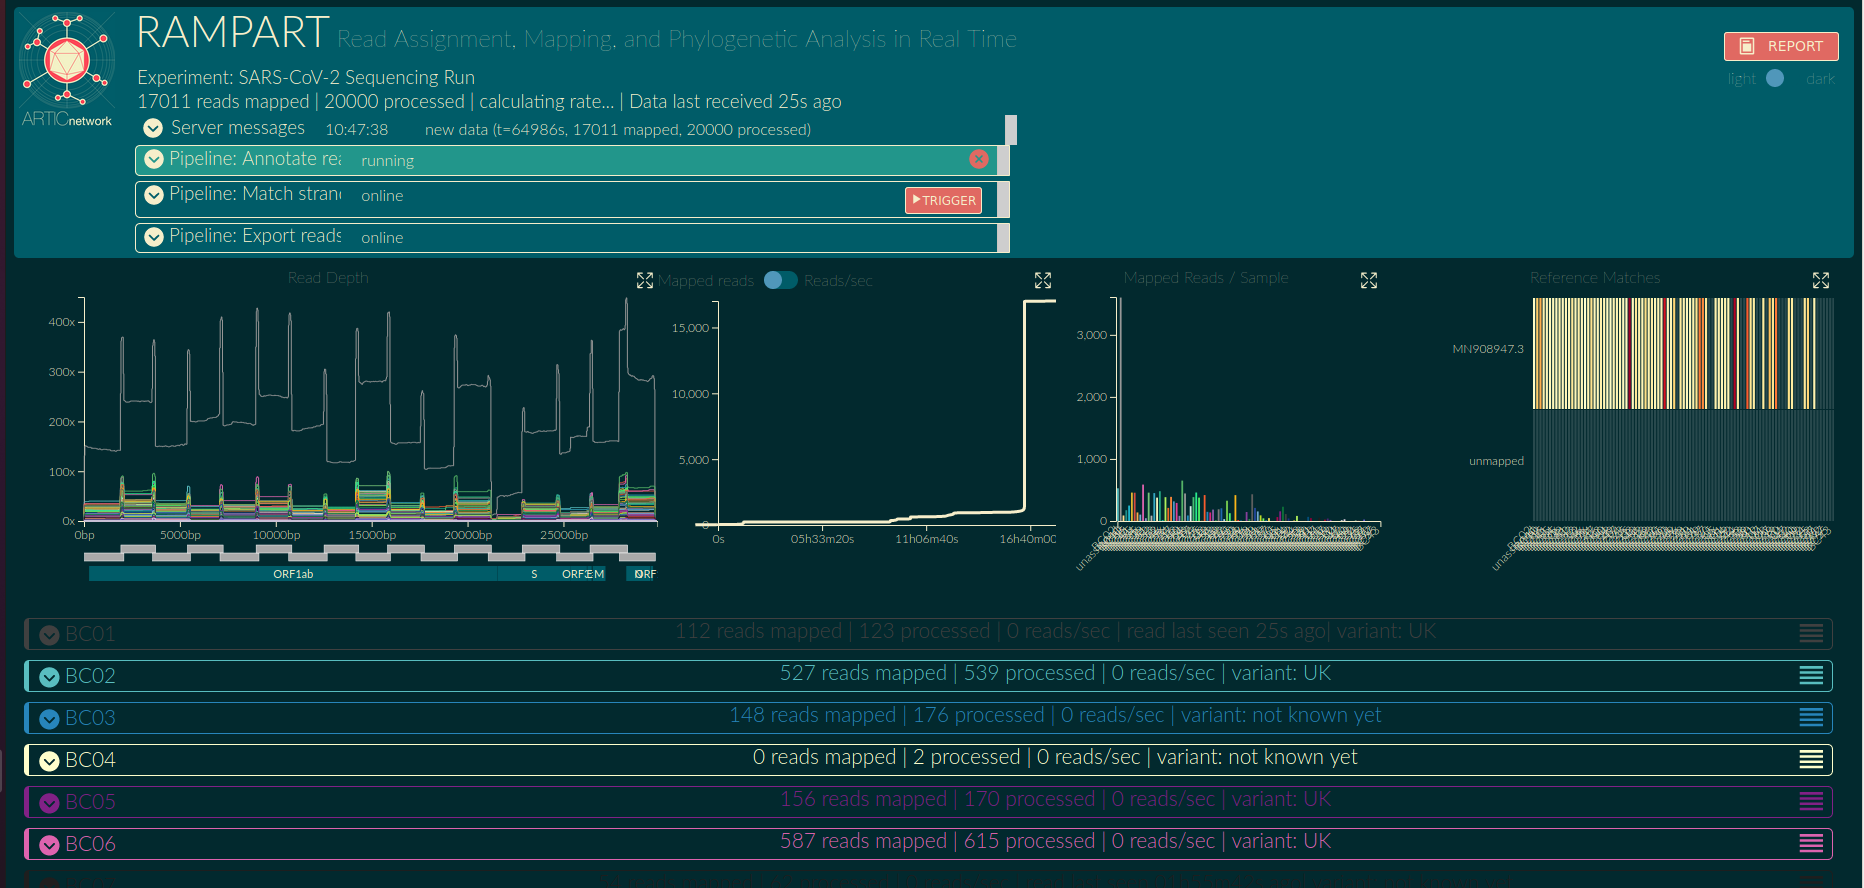 RAMPART Read Assignment, Mapping, and Phylogenetic Analysis in Real Time
REPORT
light dark
Experiment: SARS-CoV-2 Sequencing Run
17011 reads mapped | 20000 processed | calculating rate... | Data last received 25s ago
ARTICnetwork
Server messages 10:47:38 new data (t=64986s, 17011 mapped, 20000 processed)
Pipeline: Annotate running
Pipeline: Match online
TRIGGER
Pipeline: Export reads online
Read Depth
400x
300x
200x
100x
0x
0bp 5000bp 10000bp 15000bp 20000bp 25000bp
ORF1ab S M
Mapped reads Reads/sec
15,000
10,000
5,000
0
0s 05h33m20s 11h06m40s 16h40m00
Mapped Reads / Sample
3,000
2,000
1,000
0
Reference Matches
MN908947.3
unmapped
BC01 112 reads mapped | 123 processed | 0 reads/sec | read last seen 25s ago| variant: UK
BC02 527 reads mapped | 539 processed | 0 reads/sec | variant: UK
BC03 148 reads mapped | 176 processed | 0 reads/sec | variant: not known yet
BC04 0 reads mapped | 2 processed | 0 reads/sec | variant: not known yet
BC05 156 reads mapped | 170 processed | 0 reads/sec | variant: UK
BC06 587 reads mapped | 615 processed | 0 reads/sec | variant: UK